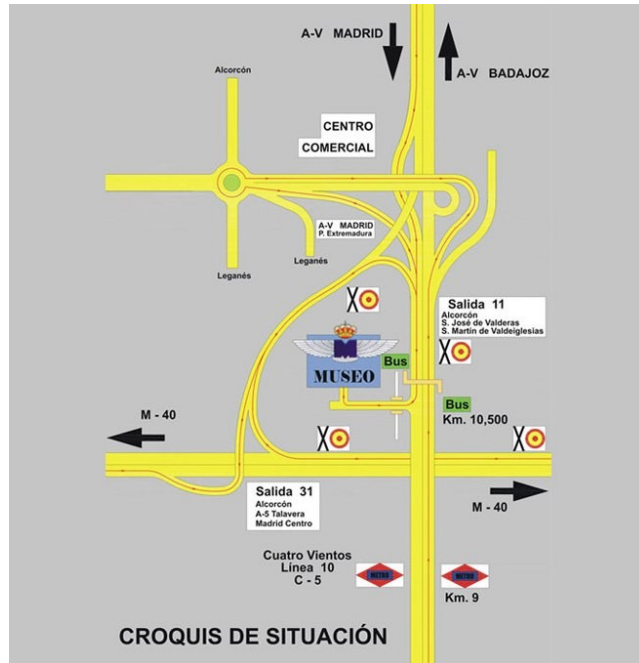 A-V MADRID
A-V BADAJOZ
Alcorcón
CENTRO
COMERCIAL
A-V MADRID
P. Extremadura
Leganés
Leganés
Salida 11
Alcorcón
S. José de Valderas
S. Martín de Valdeiglesias
M
MUSEO
Bus
Bus
Km. 10,500
M - 40
Salida 31
Alcorcón
A-5 Talavera
Madrid Centro
M - 40
Cuatro Vientos
Línea 10
C - 5
METRO
METRO
Km. 9
CROQUIS DE SITUACIÓN